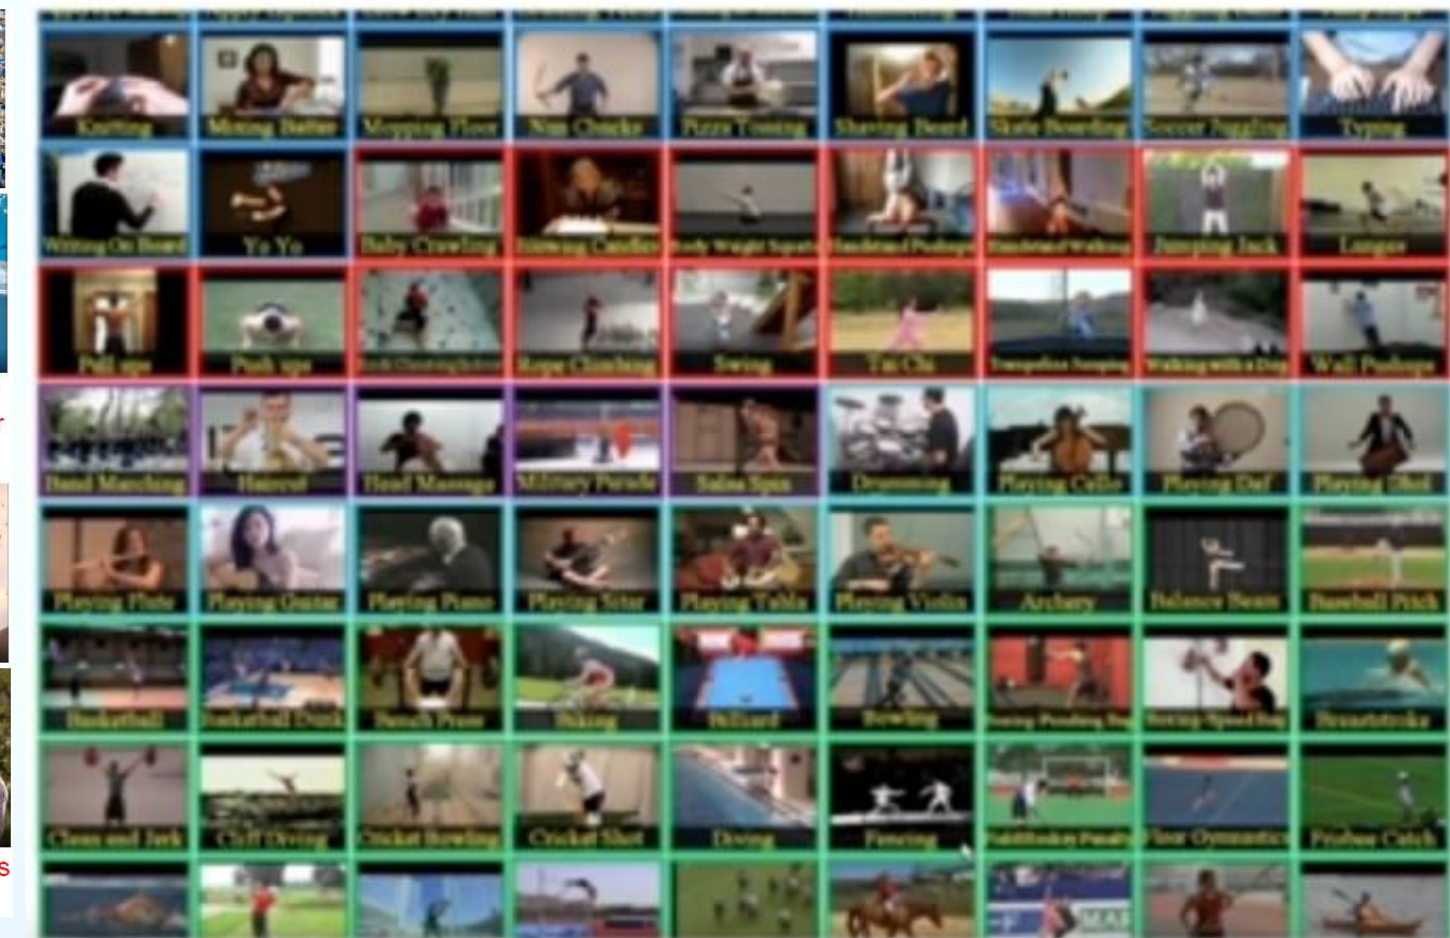 Knitting Mixing Batter Mopping Floor Nun Chucks Pizza Tossing Shaving Beard Skate Boarding Soccer Juggling Typing
Writing On Board Yo Yo Baby Crawling Blowing Candles Body Weight Squats Handstand Pushups Handstand Walking Jumping Jack Lunges
Pull ups Push ups Rock Climbing Indoor Rope Climbing Swing Tai Chi Trampoline Jumping Walking with a Dog Wall Pushups
Band Marching Haircut Head Massage Military Parade Salsa Spin Drumming Playing Cello Playing Daf Playing Dhol
r
Playing Flute Playing Guitar Playing Piano Playing Sitar Playing Tabla Playing Violin Archery Balance Beam Baseball Pitch
Basketball Basketball Dunk Bench Press Biking Billiard Bowling Boxing-Punching Bag Boxing-Speed Bag Breaststroke
Clean and Jerk Cliff Diving Cricket Bowling Cricket Shot Diving Fencing Field Hockey Penalty Floor Gymnastics Frisbee Catch
s